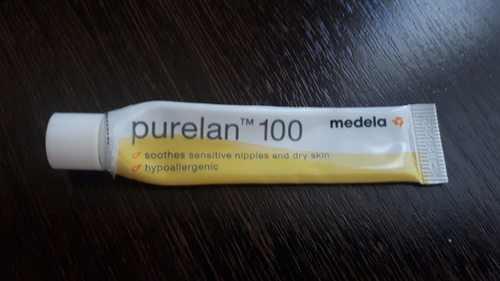 purelan™ 100
medela
soothes sensitive nipples and dry skin
hypoallergenic